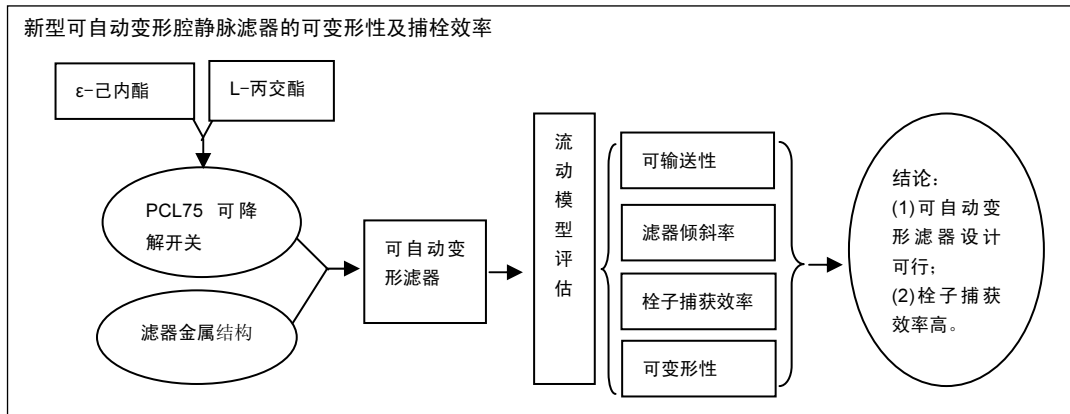 新型可自动变形腔静脉滤器的可变形性及捕栓效率
ε-己内酯
L-丙交酯
PCL75 可降
解开关
滤器金属结构
可自动变
形滤器
流
动
模
型
评
估
可输送性
滤器倾斜率
栓子捕获效率
可变形性
结论：
(1)可自动变
形滤器设计
可行；
(2)栓子捕获
效率高。